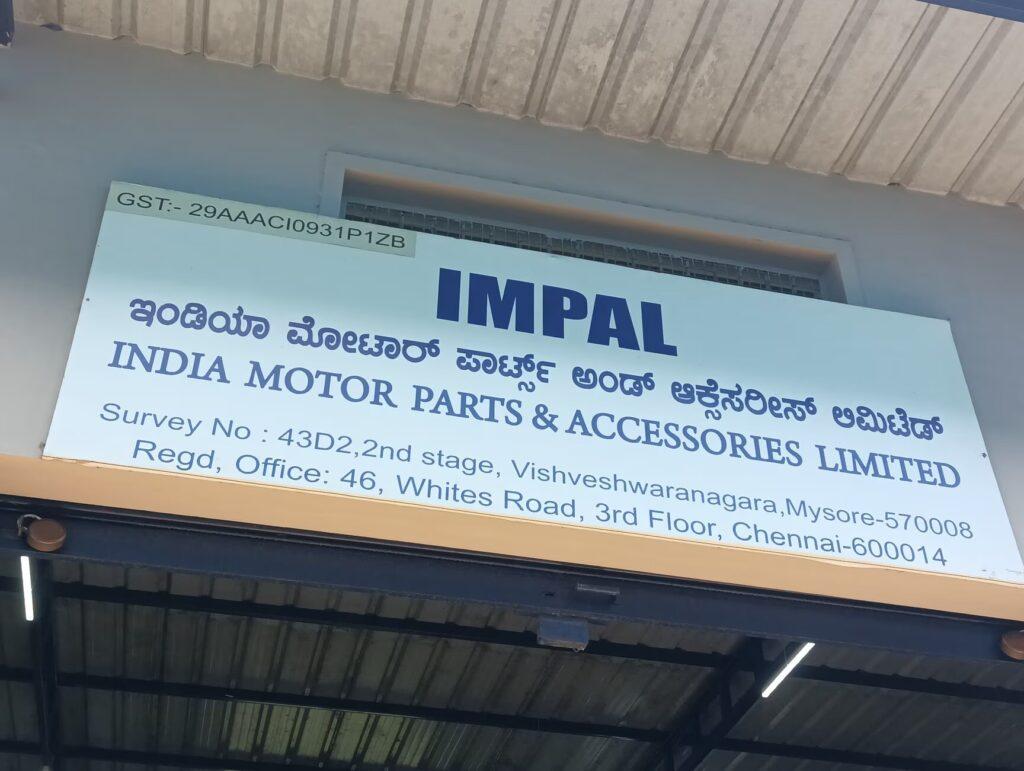 GST:- 29AAACI0931P1ZB
IMPAL
ಇಂಡಿಯಾ ಮೋಟಾರ್ ಪಾರ್ಟ್ಸ್ ಅಂಡ್ ಆಕ್ಸೆಸರೀಸ್ ಲಿಮಿಟೆಡ್
INDIA MOTOR PARTS & ACCESSORIES LIMITED
Survey No : 43D2,2nd stage, Vishveshwaranagara,Mysore-570008
Regd, Office: 46, Whites Road, 3rd Floor, Chennai-600014